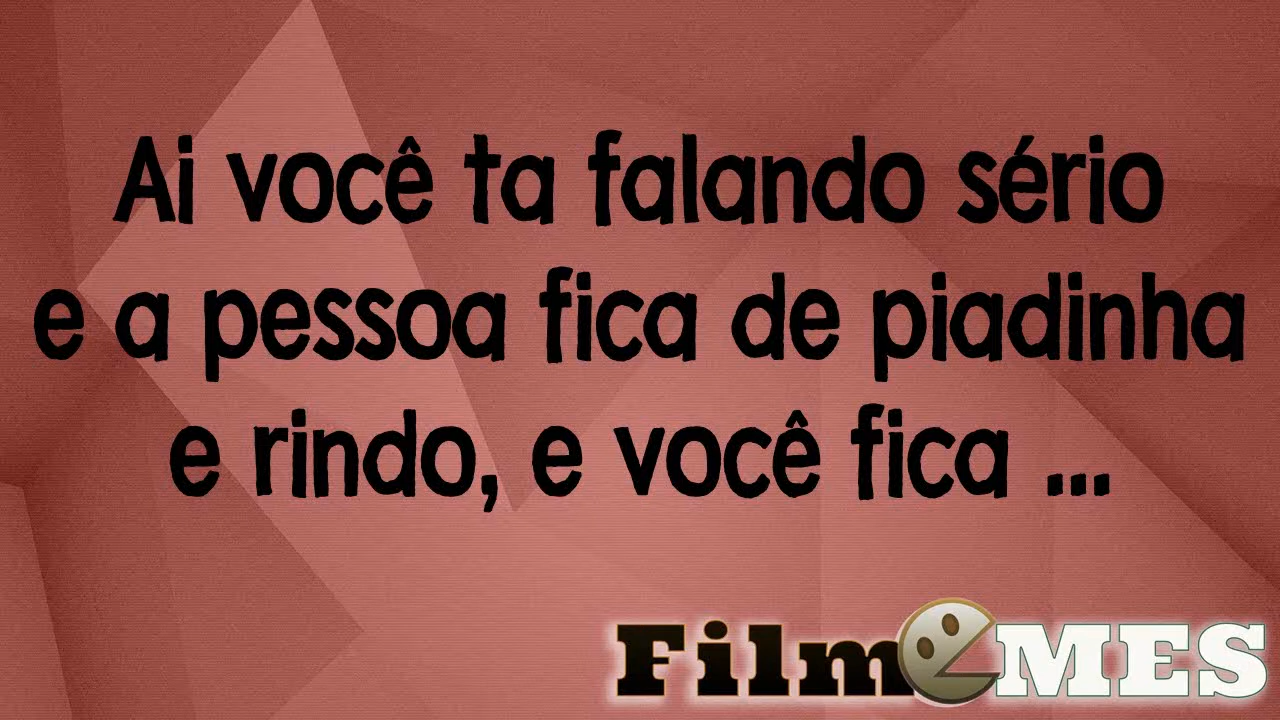 Ai você ta falando sério
e a pessoa fica de piadinha
e rindo, e você fica ...
FilmeMES